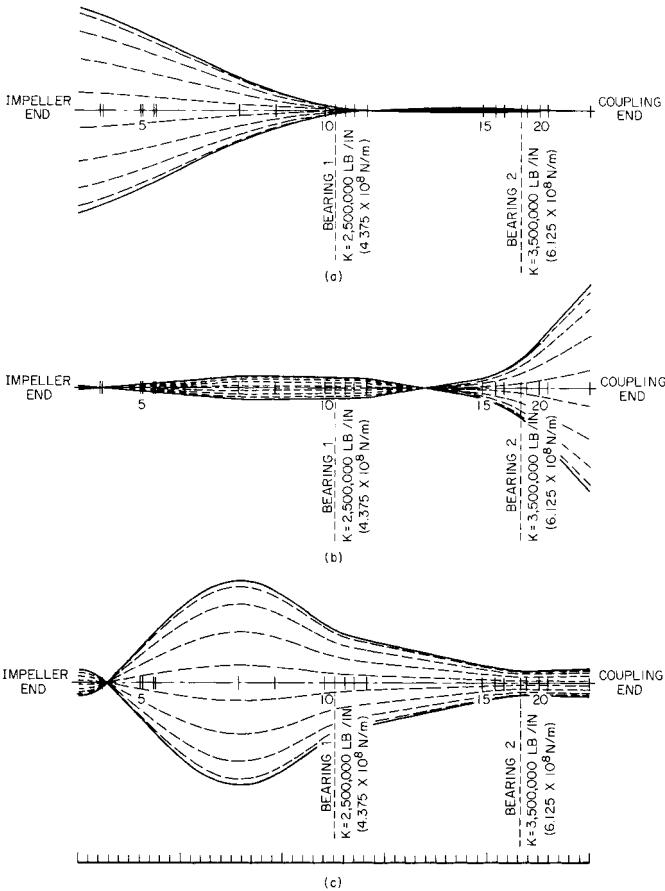 IMPELLER
END
5
10
15
20
COUPLING
END
BEARING 1
K = 2,500,000 LB / IN
(4.375 X 10⁸ N/m)
BEARING 2
K = 3,500,000 LB / IN
(6.125 X 10⁸ N/m)
(a)
IMPELLER
END
5
10
15
20
COUPLING
END
BEARING 1
K = 2,500,000 LB / IN
(4.375 X 10⁸ N/m)
BEARING 2
K = 3,500,000 LB / IN
(6.125 X 10⁸ N/m)
(b)
IMPELLER
END
5
10
15
20
COUPLING
END
BEARING 1
K = 2,500,000 LB / IN
(4.375 X 10⁸ N/m)
BEARING 2
K = 3,500,000 LB / IN
(6.125 X 10⁸ N/m)
(c)